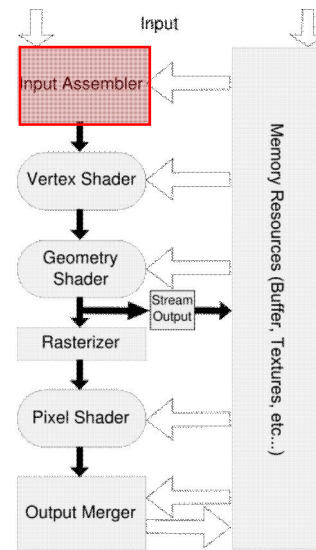 Input
Input Assembler
Vertex Shader
Geometry
Shader
Stream
Output
Rasterizer
Pixel Shader
Output Merger
Memory Resources (Buffer, Textures, etc...)